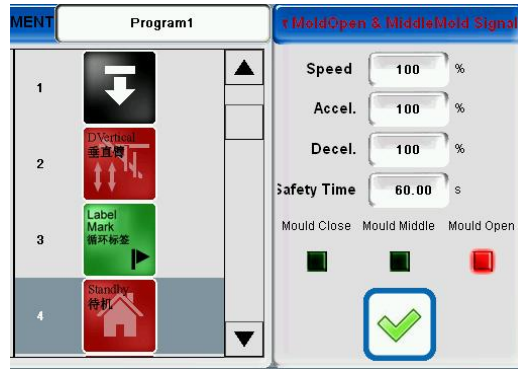 MENT
Program1
r MoldOpen & MiddleMold Signal
1
2
DVertical
垂直臂
3
Label
Mark
循环标签
4
Standby
待机
Speed 100 %
Accel. 100 %
Decel. 100 %
Safety Time 60.00 s
Mould Close Mould Middle Mould Open